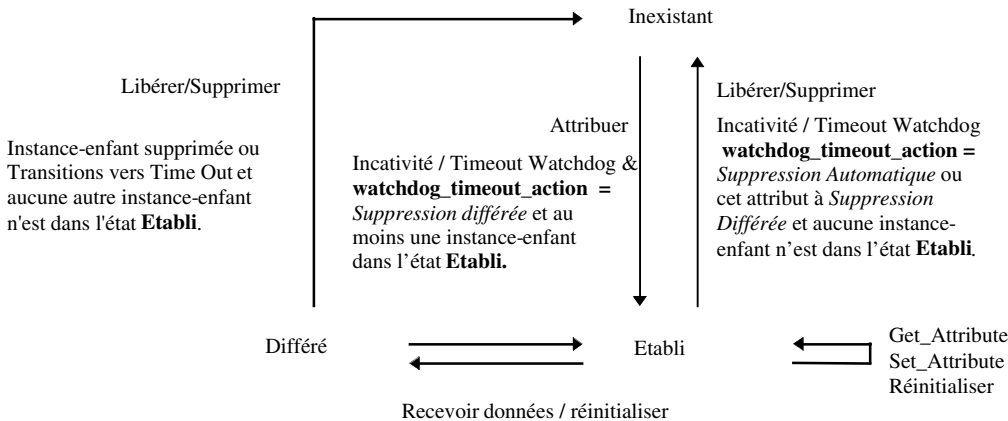 Inexistant
Libérer/Supprimer
Instance-enfant supprimée ou
Transitions vers Time Out et
aucune autre instance-enfant
n'est dans l'état Etabli.
Attribuer
Incativité / Timeout Watchdog &
watchdog_timeout_action =
Suppression différée et au
moins une instance-enfant
dans l'état Etabli.
Libérer/Supprimer
Incativité / Timeout Watchdog
watchdog_timeout_action =
Suppression Automatique ou
cet attribut à Suppression
Différée et aucune instance-
enfant n'est dans l'état Etabli.
Différé
Etabli
Get_Attribute
Set_Attribute
Réinitialiser
Recevoir données / réinitialiser